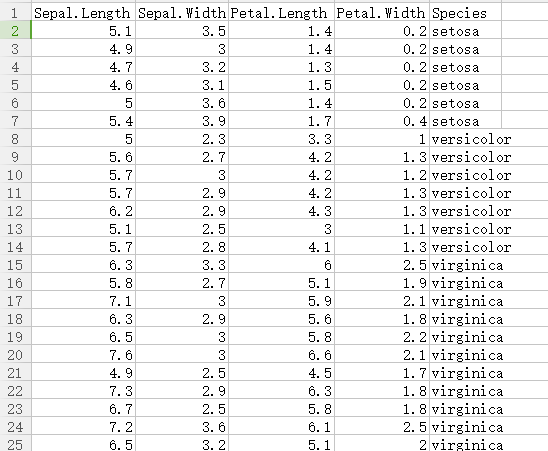 1 Sepal.Length Sepal.Width Petal.Length Petal.Width Species
2 5.1 3.5 1.4 0.2 setosa
3 4.9 3 1.4 0.2 setosa
4 4.7 3.2 1.3 0.2 setosa
5 4.6 3.1 1.5 0.2 setosa
6 5 3.6 1.4 0.2 setosa
7 5.4 3.9 1.7 0.4 setosa
8 5 2.3 3.3 1 versicolor
9 5.6 2.7 4.2 1.3 versicolor
10 5.7 3 4.2 1.2 versicolor
11 5.7 2.9 4.2 1.3 versicolor
12 6.2 2.9 4.3 1.3 versicolor
13 5.1 2.5 3 1.1 versicolor
14 5.7 2.8 4.1 1.3 versicolor
15 6.3 3.3 6 2.5 virginica
16 5.8 2.7 5.1 1.9 virginica
17 7.1 3 5.9 2.1 virginica
18 6.3 2.9 5.6 1.8 virginica
19 6.5 3 5.8 2.2 virginica
20 7.6 3 6.6 2.1 virginica
21 4.9 2.5 4.5 1.7 virginica
22 7.3 2.9 6.3 1.8 virginica
23 6.7 2.5 5.8 1.8 virginica
24 7.2 3.6 6.1 2.5 virginica
25 6.5 3.2 5.1 2 virginica